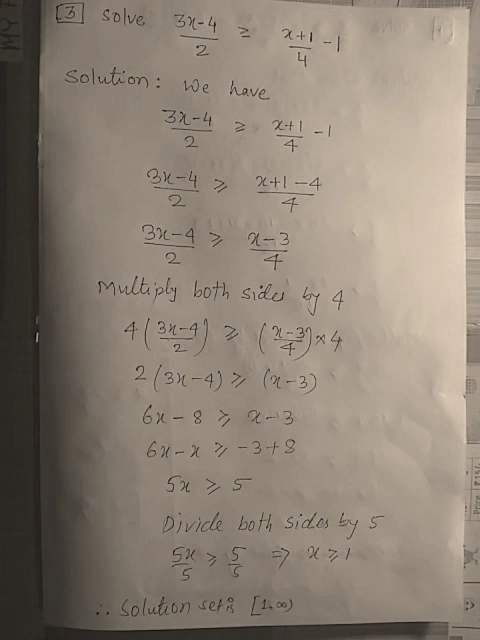 [3] solve (3x-4)/2 ≥ (x+1)/4 - 1
Solution: We have
(3x-4)/2 ≥ (x+1)/4 - 1
(3x-4)/2 ≥ (x+1-4)/4
(3x-4)/2 ≥ (x-3)/4
Multiply both sides by 4
4((3x-4)/2) ≥ ((x-3)/4)×4
2(3x-4) ≥ (x-3)
6x-8 ≥ x-3
6x-x ≥ -3+8
5x ≥ 5
Divide both sides by 5
5x/5 ≥ 5/5 ⇒ x ≥ 1
∴ Solution set is [1,∞)